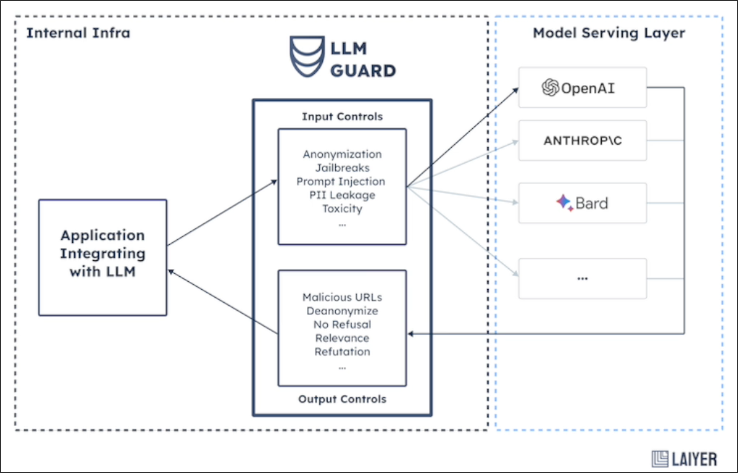 Internal Infra
LLM
GUARD
Model Serving Layer
Input Controls
Anonymization
Jailbreaks
Prompt Injection
PII Leakage
Toxicity
...
Application
Integrating
with LLM
Malicious URLs
Deanonymize
No Refusal
Relevance
Refutation
...
Output Controls
OpenAI
ANTHROP\C
Bard
...
LAIYER